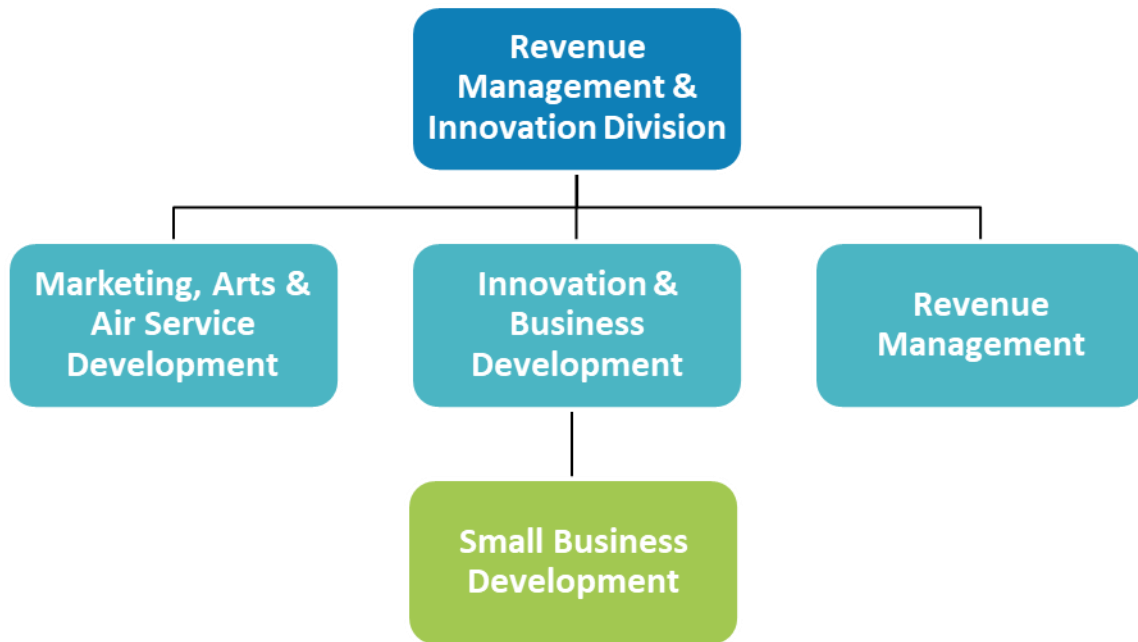 Revenue
Management &
Innovation Division
Marketing, Arts &
Air Service
Development
Innovation &
Business
Development
Revenue
Management
Small Business
Development